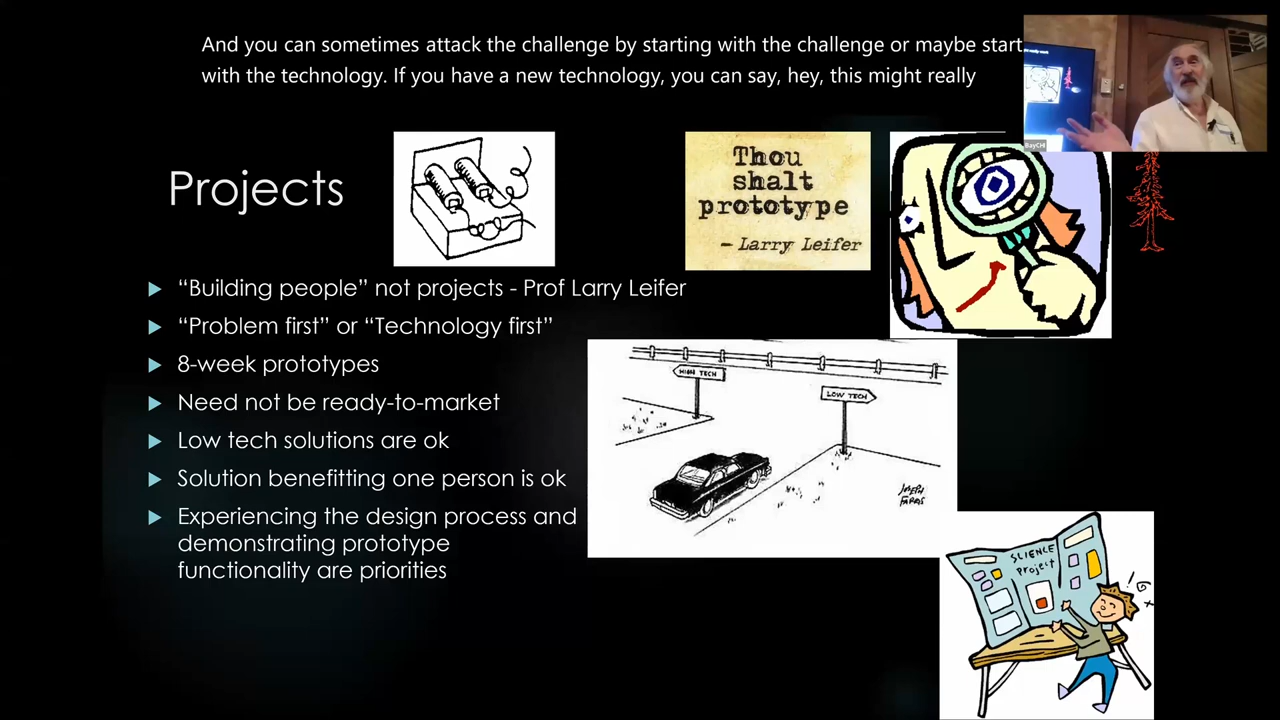 And you can sometimes attack the challenge by starting with the challenge or maybe start
with the technology. If you have a new technology, you can say, hey, this might really
BayCHI
Projects
Thou
shalt
prototype
– Larry Leifer
“Building people” not projects - Prof Larry Leifer
“Problem first” or “Technology first”
8-week prototypes
Need not be ready-to-market
Low tech solutions are ok
Solution benefitting one person is ok
Experiencing the design process and
demonstrating prototype
functionality are priorities
HIGH TECH
LOW TECH
JOSEPH
FARRIS
SCIENCE
Project